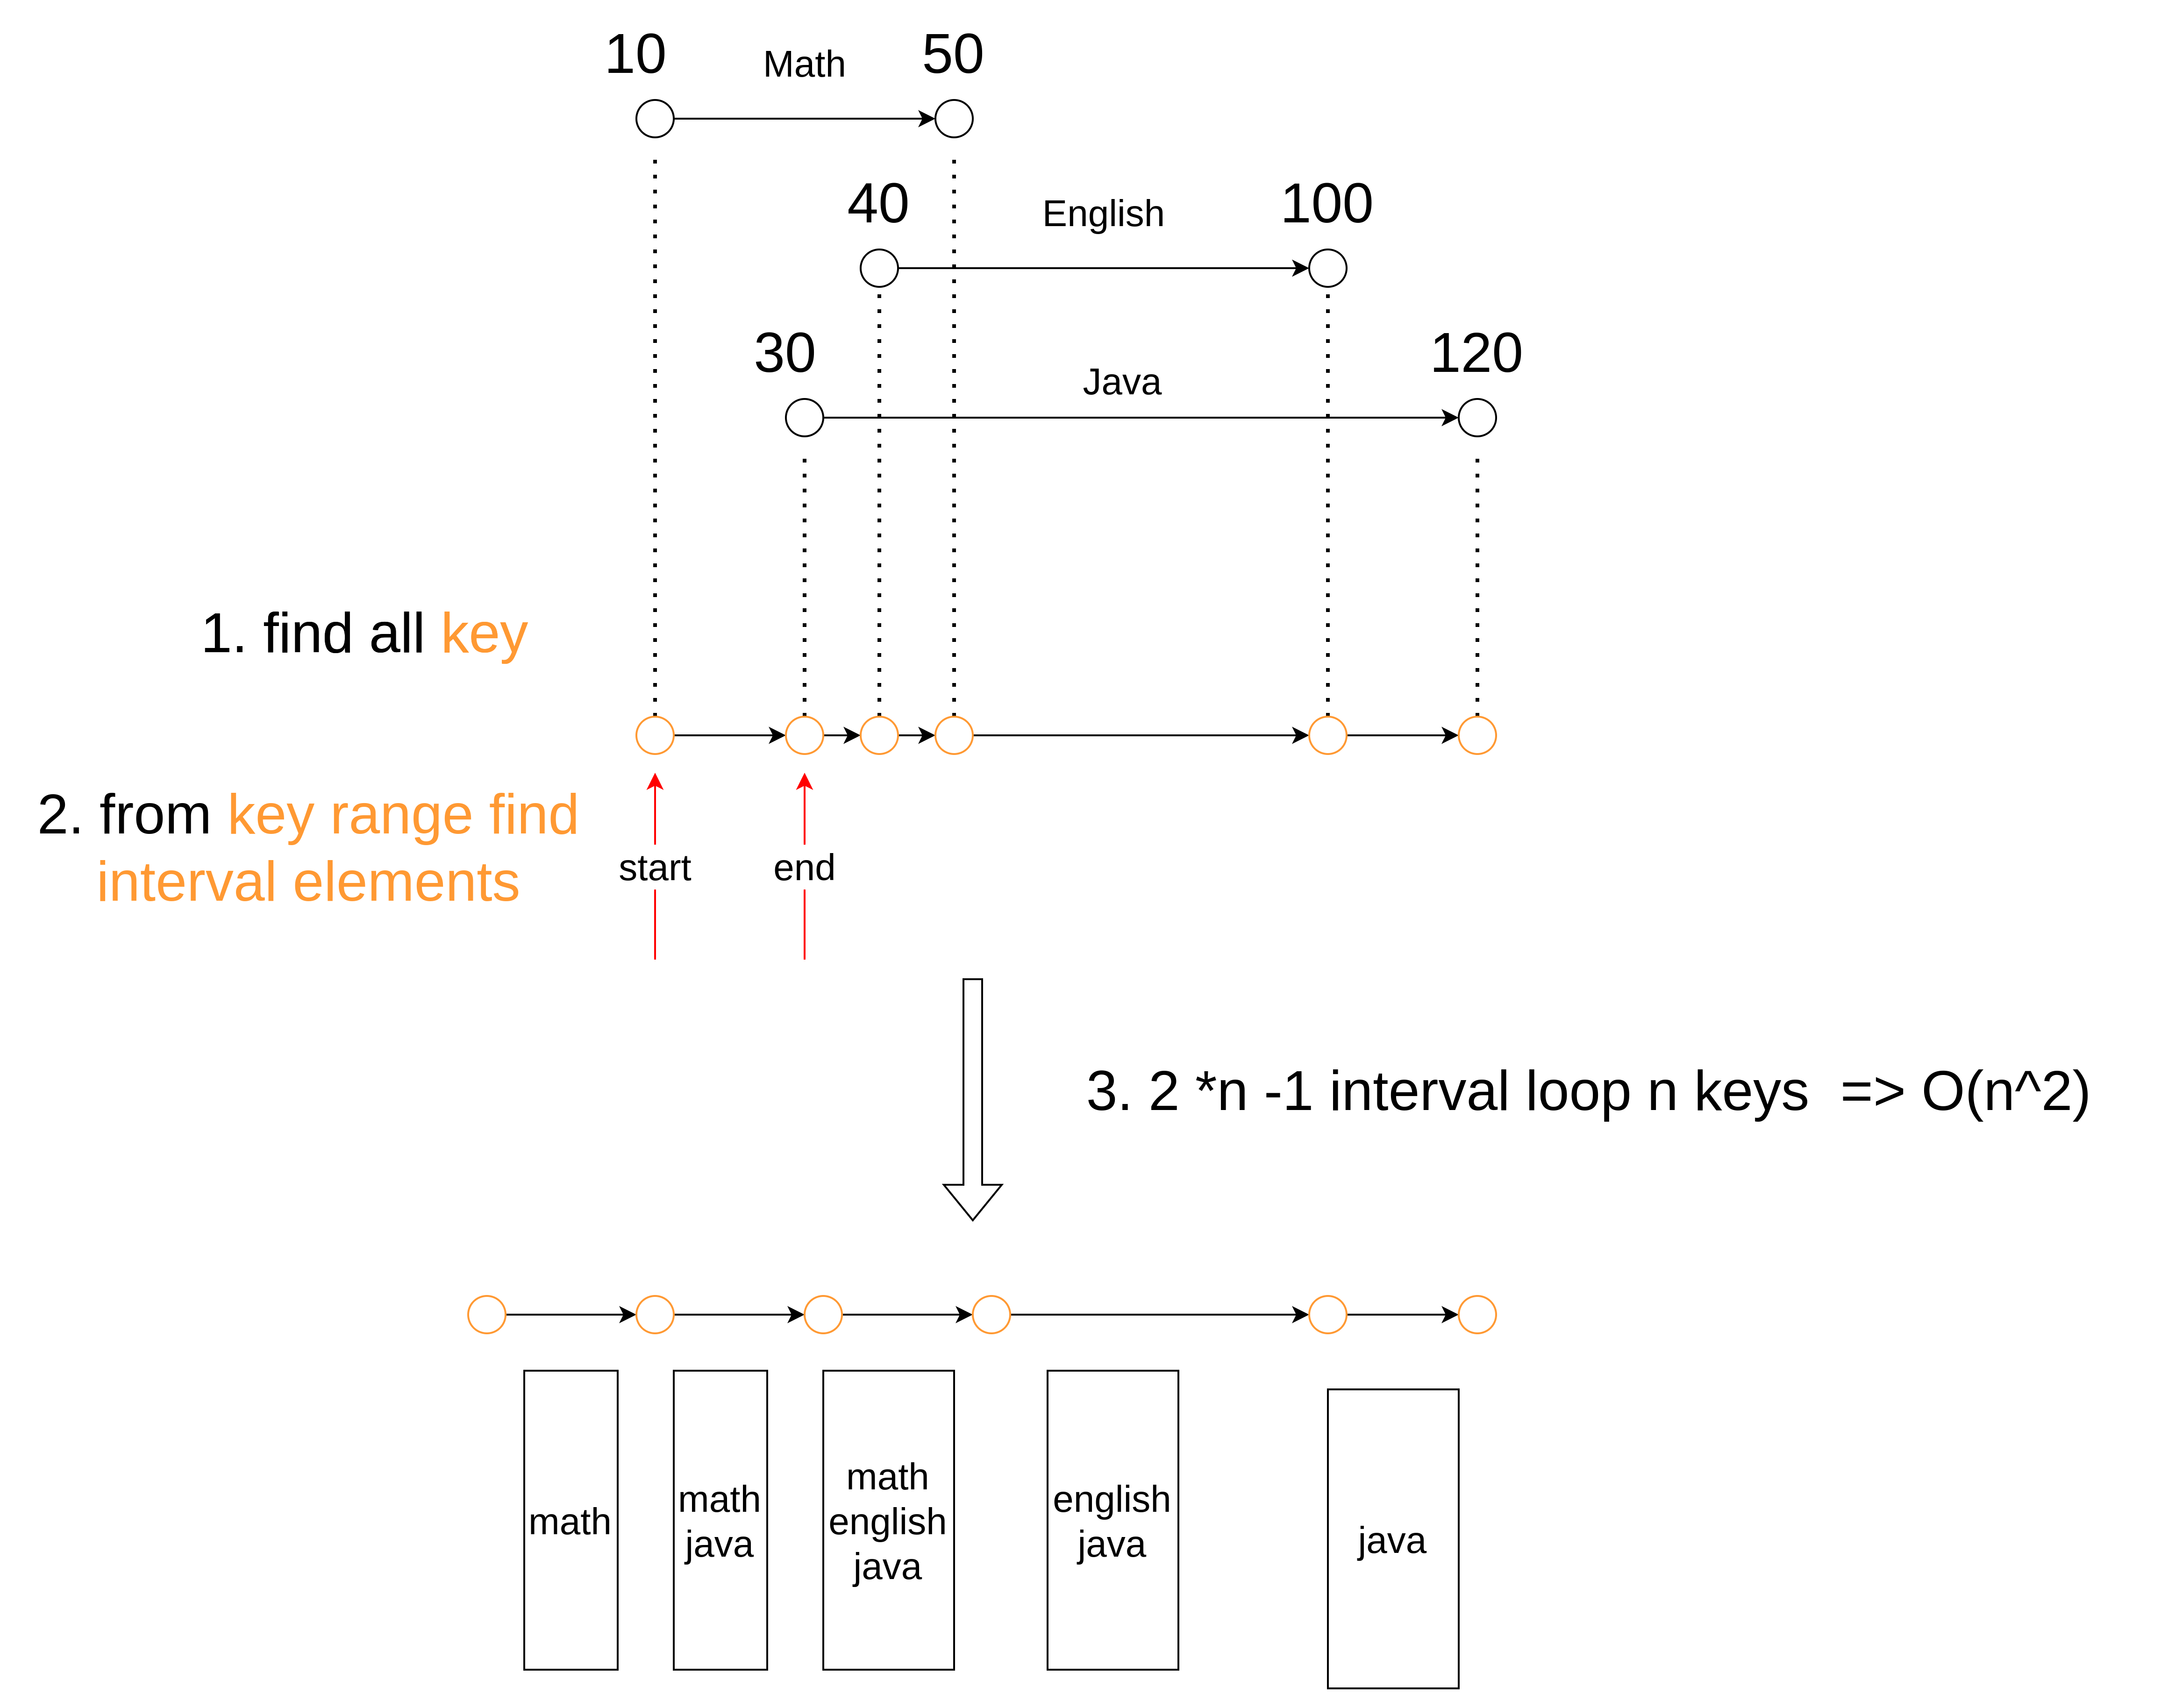 10
Math
50
40
English
100
30
Java
120
1. find all key
2. from key range find
interval elements
start
end
3. 2 *n -1 interval loop n keys  => O(n^2)
math
math
java
math
english
java
english
java
java